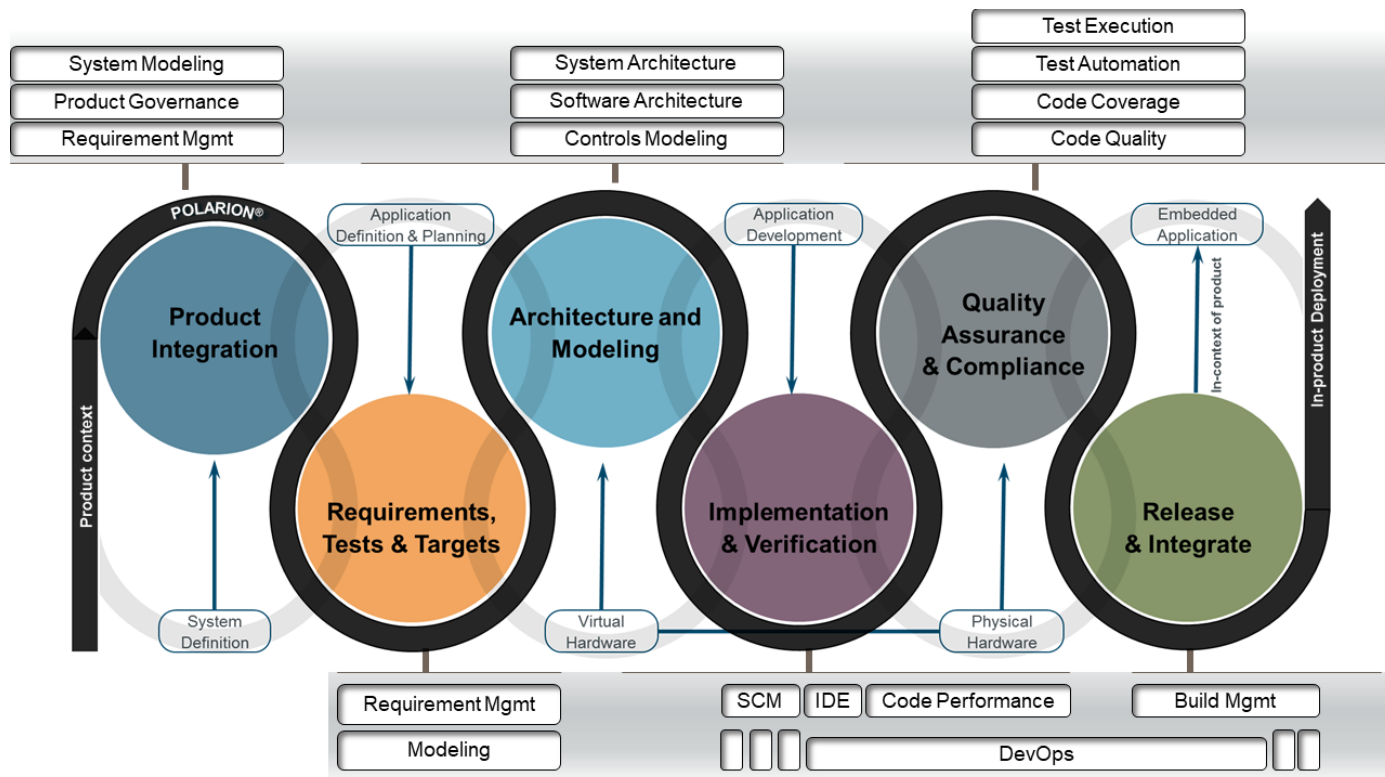 System Modeling
Product Governance
Requirement Mgmt
System Architecture
Software Architecture
Controls Modeling
Test Execution
Test Automation
Code Coverage
Code Quality
POLARION®
Application
Definition & Planning
Application
Development
Embedded
Application
Product
Integration
Architecture and
Modeling
Quality
Assurance
& Compliance
In-context of product
In-product Deployment
Product context
Requirements,
Tests & Targets
Implementation
& Verification
Release
& Integrate
System
Definition
Virtual
Hardware
Physical
Hardware
Requirement Mgmt
Modeling
SCM
IDE
Code Performance
Build Mgmt
DevOps